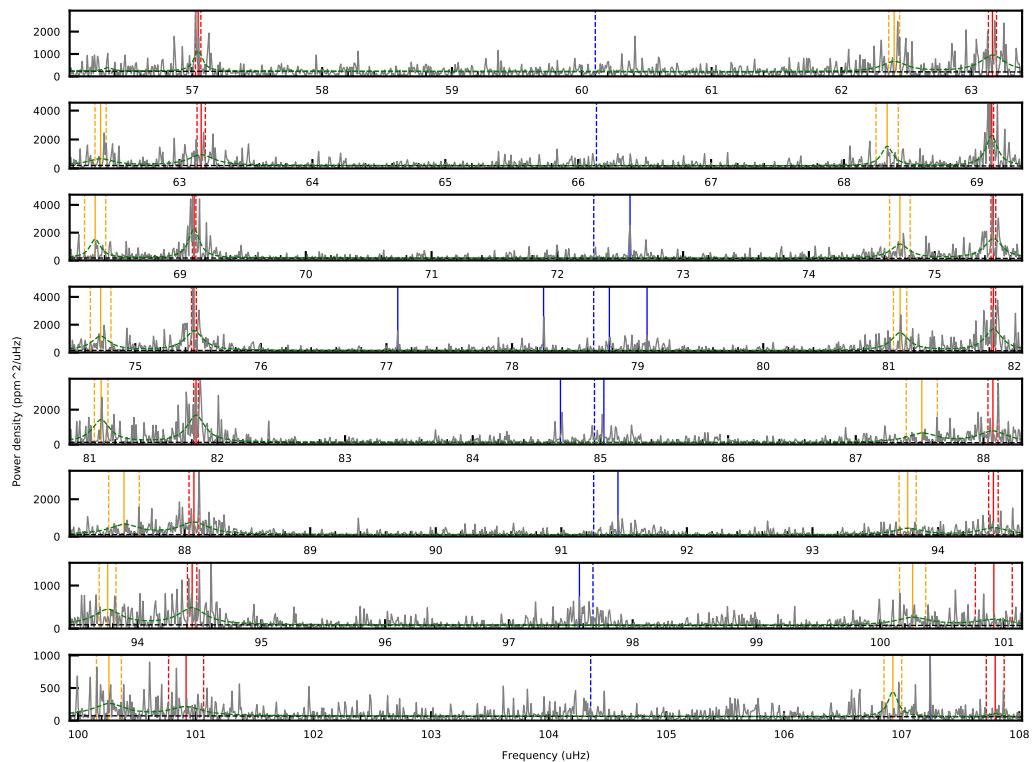 2000
1000
0
57 58 59 60 61 62 63
4000
2000
0
63 64 65 66 67 68 69
4000
2000
0
69 70 71 72 73 74 75
4000
2000
0
75 76 77 78 79 80 81 82
2000
0
81 82 83 84 85 86 87 88
2000
0
88 89 90 91 92 93 94
1000
0
94 95 96 97 98 99 100 101
1000
500
0
100 101 102 103 104 105 106 107 108
Power density (ppm^2/uHz)
Frequency (uHz)